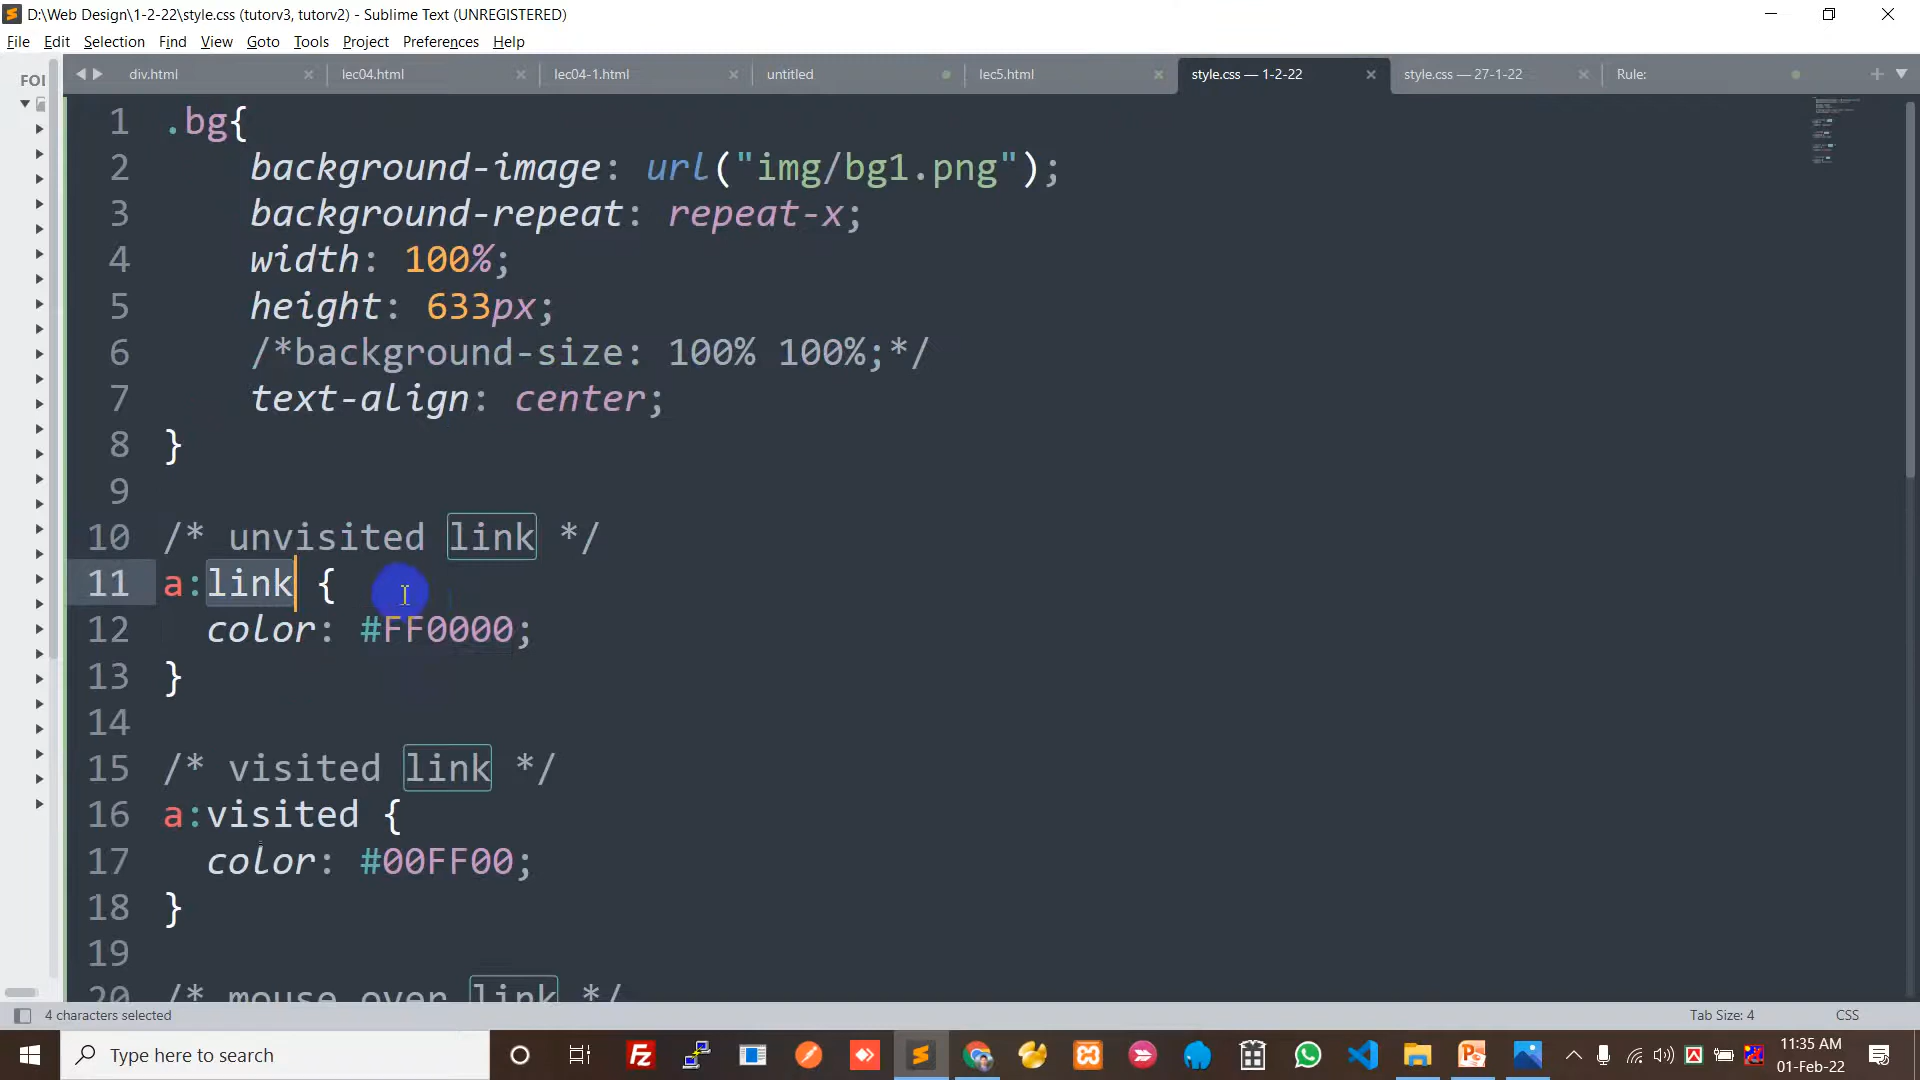 D:\Web Design\1-2-22\style.css (tutorv3, tutorv2) - Sublime Text (UNREGISTERED)
File Edit Selection Find View Goto Tools Project Preferences Help
FOI
div.html
lec04.html
lec04-1.html
untitled
lec5.html
style.css — 1-2-22
style.css — 27-1-22
Rule:
1 .bg{
2 background-image: url("img/bg1.png");
3 background-repeat: repeat-x;
4 width: 100%;
5 height: 633px;
6 /*background-size: 100% 100%;*/
7 text-align: center;
8 }
9
10 /* unvisited link */
11 a:link {
12 color: #FF0000;
13 }
14
15 /* visited link */
16 a:visited {
17 color: #00FF00;
18 }
19
20 /* mouse over link */
4 characters selected
Tab Size: 4
CSS
Type here to search
11:35 AM
01-Feb-22